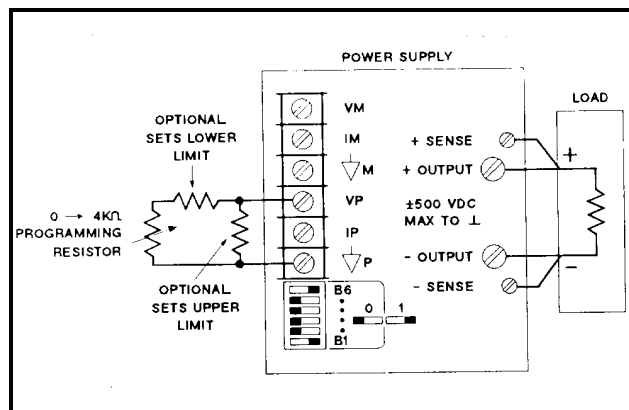 POWER SUPPLY
LOAD
OPTIONAL
SETS LOWER
LIMIT
0 → 4KΩ
PROGRAMMING
RESISTOR
OPTIONAL
SETS UPPER
LIMIT
VM
IM
▽M
VP
IP
▽P
B6
B1
0 1
+ SENSE
+ OUTPUT
±500 VDC
MAX TO ⊥
- OUTPUT
- SENSE
+
-